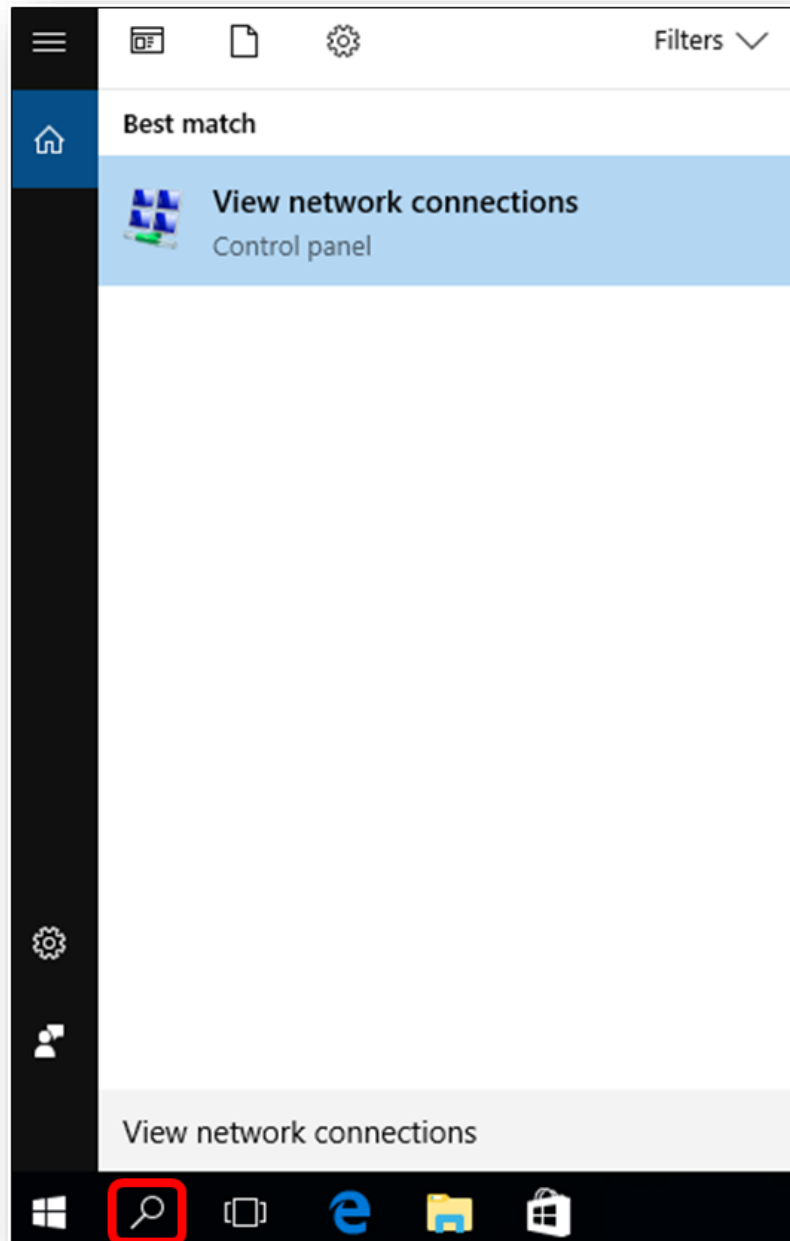 Filters
Best match
View network connections
Control panel
View network connections